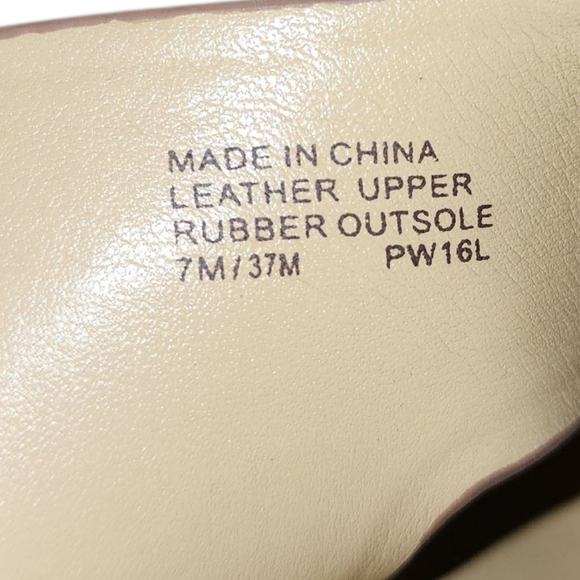 MADE IN CHINA
LEATHER UPPER
RUBBER OUTSOLE
7M/37M PW16L